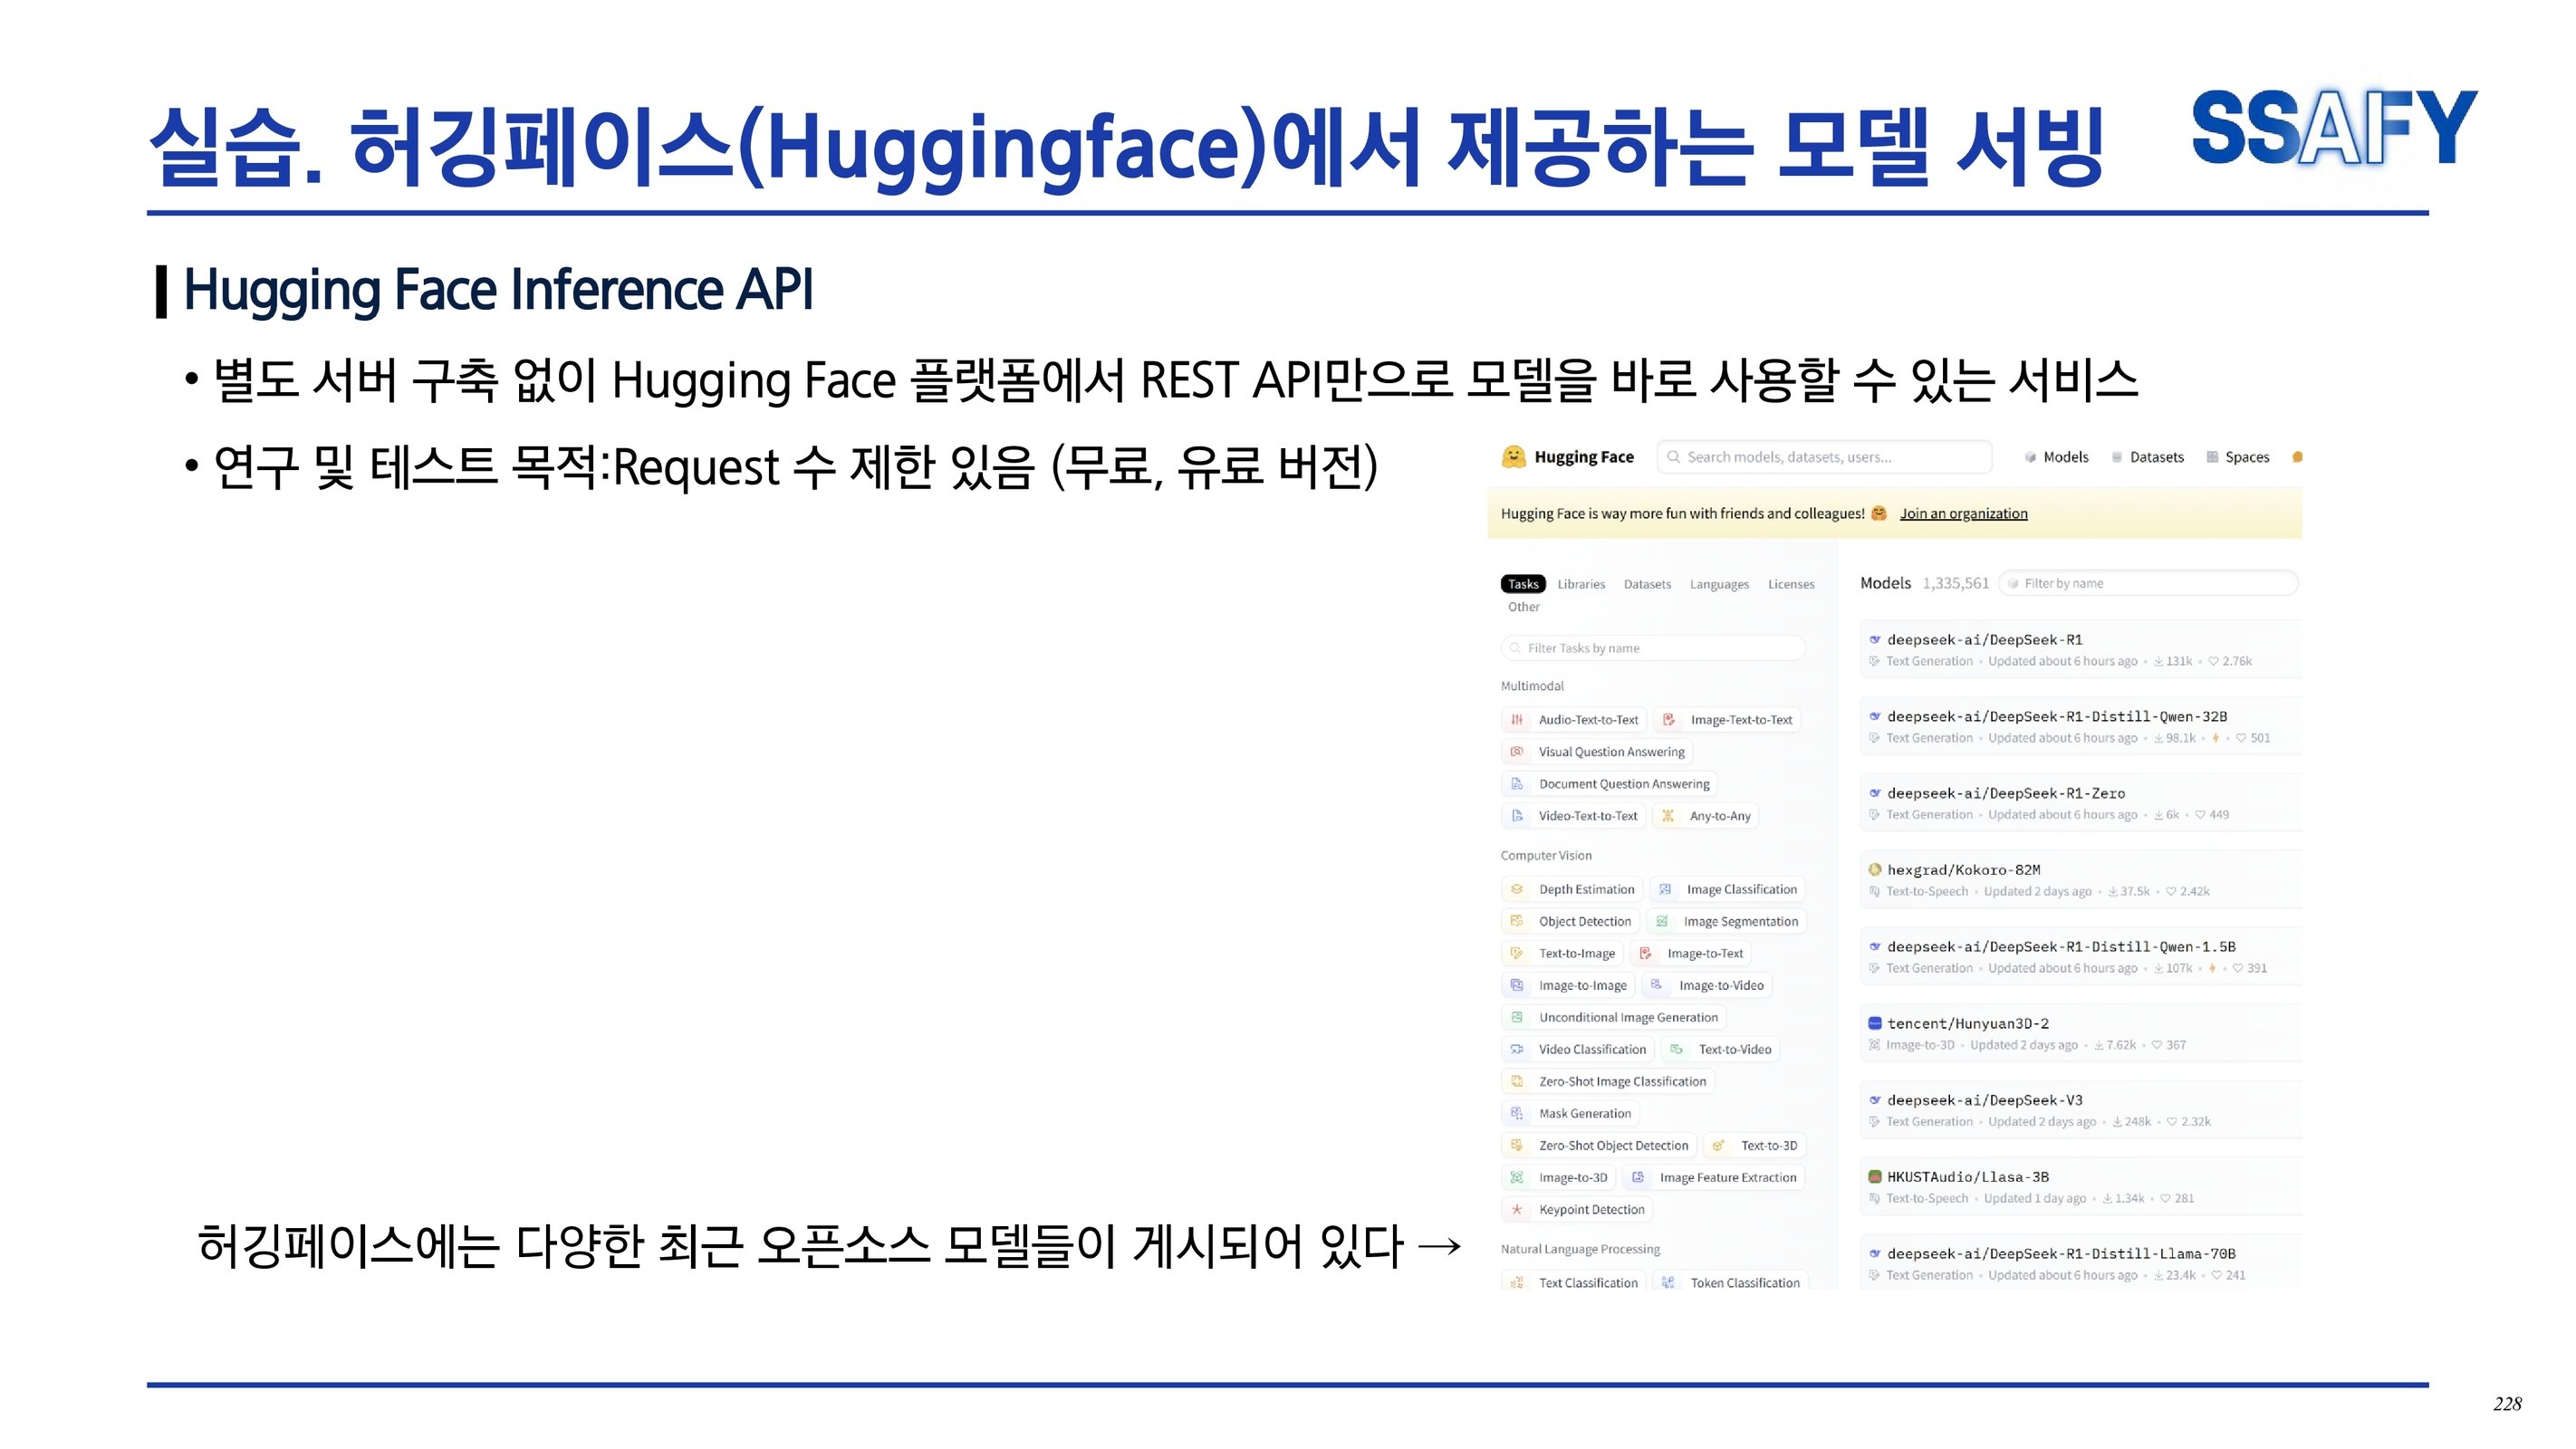 실습. 허깅페이스(Huggingface)에서 제공하는 모델 서빙
SSAFY
Hugging Face Inference API
• 별도 서버 구축 없이 Hugging Face 플랫폼에서 REST API만으로 모델을 바로 사용할 수 있는 서비스
• 연구 및 테스트 목적:Request 수 제한 있음 (무료, 유료 버전)
허깅페이스에는 다양한 최근 오픈소스 모델들이 게시되어 있다 →
Hugging Face Search models, datasets, users... Models Datasets Spaces
Hugging Face is way more fun with friends and colleagues! 🤗 Join an organization
Tasks Libraries Datasets Languages Licenses
Other
Filter Tasks by name
Multimodal
Audio-Text-to-Text Image-Text-to-Text
Visual Question Answering
Document Question Answering
Video-Text-to-Text Any-to-Any
Computer Vision
Depth Estimation Image Classification
Object Detection Image Segmentation
Text-to-Image Image-to-Text
Image-to-Image Image-to-Video
Unconditional Image Generation
Video Classification Text-to-Video
Zero-Shot Image Classification
Mask Generation
Zero-Shot Object Detection Text-to-3D
Image-to-3D Image Feature Extraction
Keypoint Detection
Natural Language Processing
Text Classification Token Classification
Models 1,335,561 Filter by name
deepseek-ai/DeepSeek-R1
Text Generation • Updated about 6 hours ago • 131k • 2.76k
deepseek-ai/DeepSeek-R1-Distill-Qwen-32B
Text Generation • Updated about 6 hours ago • 98.1k • 501
deepseek-ai/DeepSeek-R1-Zero
Text Generation • Updated about 6 hours ago • 6k • 449
hexgrad/Kokoro-82M
Text-to-Speech • Updated 2 days ago • 37.5k • 2.42k
deepseek-ai/DeepSeek-R1-Distill-Qwen-1.5B
Text Generation • Updated about 6 hours ago • 107k • 391
tencent/Hunyuan3D-2
Image-to-3D • Updated 2 days ago • 7.62k • 367
deepseek-ai/DeepSeek-V3
Text Generation • Updated 2 days ago • 248k • 2.32k
HKUSTAudio/Llasa-3B
Text-to-Speech • Updated 1 day ago • 1.34k • 281
deepseek-ai/DeepSeek-R1-Distill-Llama-70B
Text Generation • Updated about 6 hours ago • 23.4k • 241
228